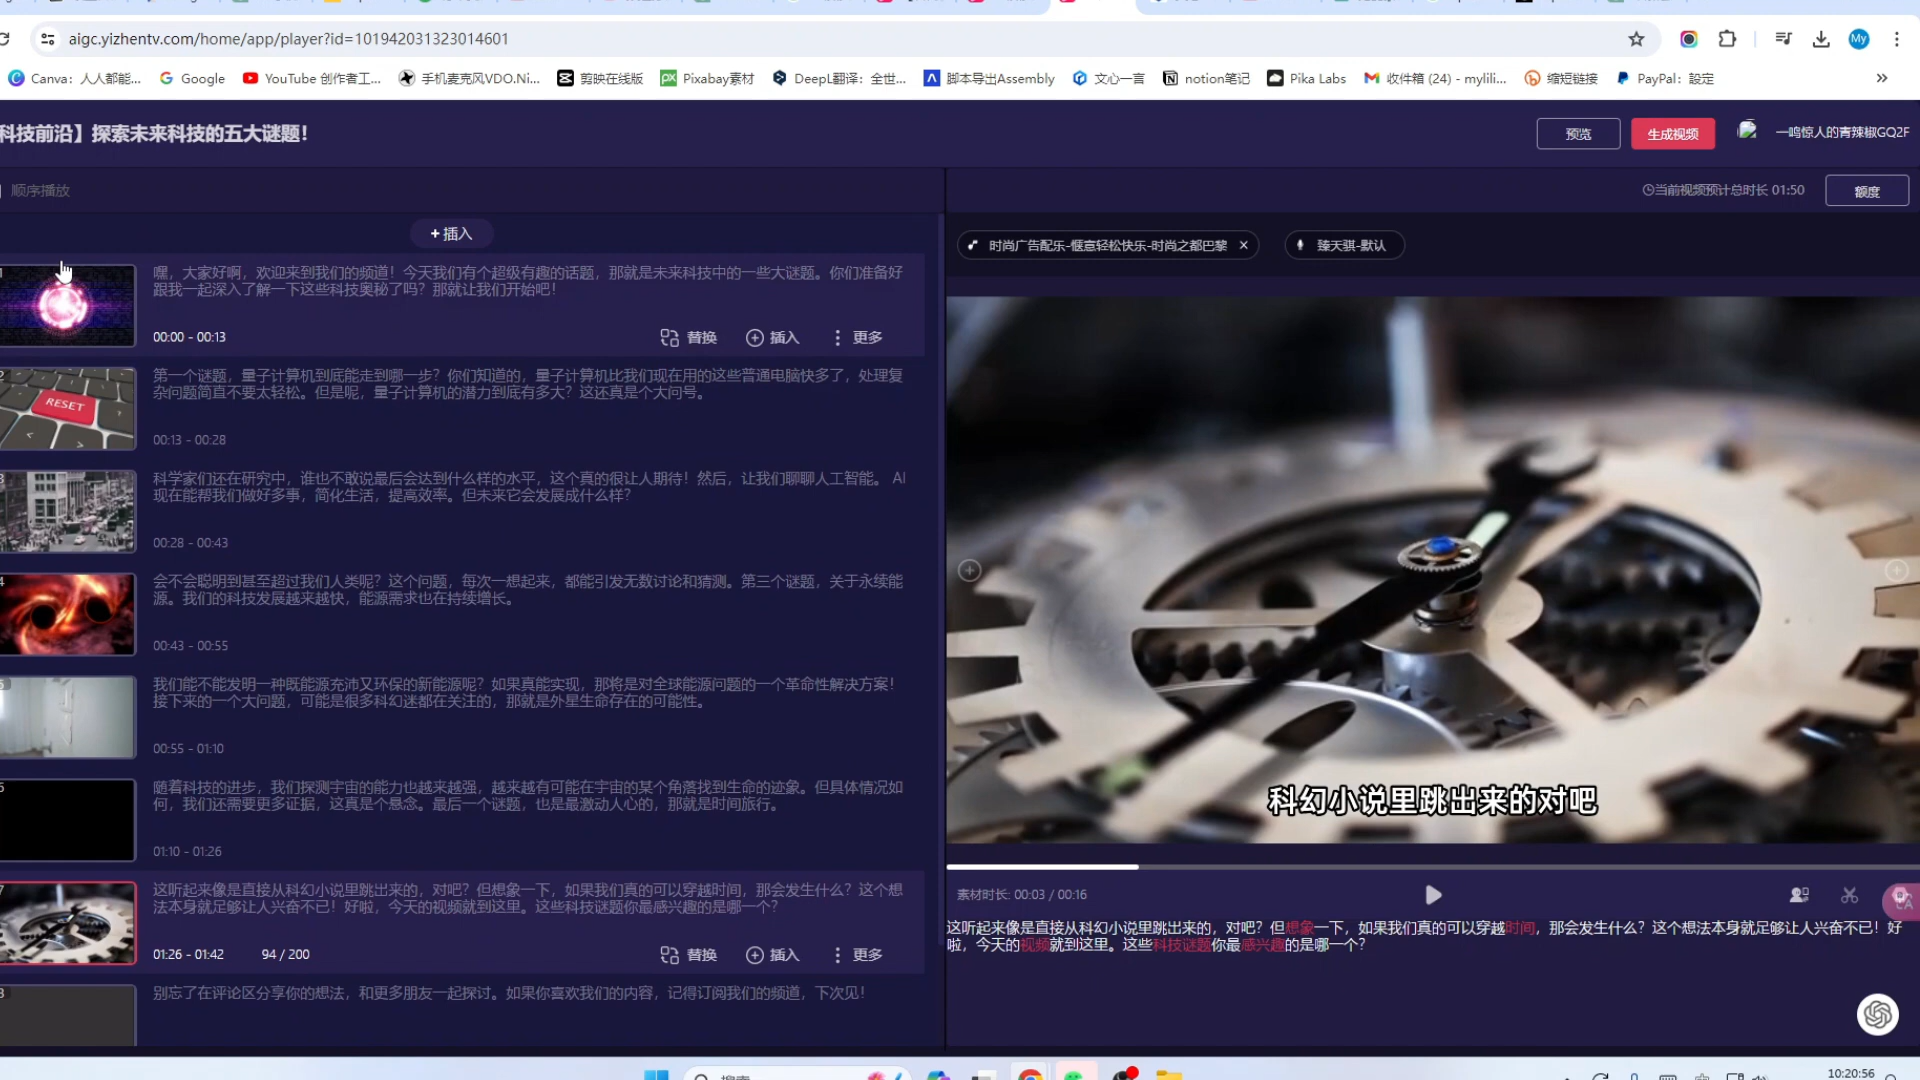 aigc.yizhentv.com/home/app/player?id=101942031323014601
Canva：人人都能...
Google
YouTube 创作者工...
手机麦克风VDO.Ni...
剪映在线版
Pixabay素材
DeepL翻译：全世...
脚本导出Assembly
文心一言
notion笔记
Pika Labs
收件箱 (24) - mylili...
缩短链接
PayPal：設定
»
My
科技前沿】探索未来科技的五大谜题！
预览
生成视频
一鸣惊人的青辣椒GQ2F
顺序播放
当前视频预计总时长 01:50
额度
+ 插入
时尚广告配乐-惬意轻松快乐-时尚之都巴黎 ×
臻天骐-默认
嘿，大家好啊，欢迎来到我们的频道！今天我们有个超级有趣的话题，那就是未来科技中的一些大谜题。你们准备好
跟我一起深入了解一下这些科技奥秘了吗？那就让我们开始吧！
00:00 - 00:13
替换
插入
更多
第一个谜题，量子计算机到底能走到哪一步？你们知道的，量子计算机比我们现在用的这些普通电脑快多了，处理复
杂问题简直不要太轻松。但是呢，量子计算机的潜力到底有多大？这还真是个大问号。
RESET
00:13 - 00:28
科学家们还在研究中，谁也不敢说最后会达到什么样的水平，这个真的很让人期待！然后，让我们聊聊人工智能。 AI
现在能帮我们做好多事，简化生活，提高效率。但未来它会发展成什么样？
00:28 - 00:43
会不会聪明到甚至超过我们人类呢？这个问题，每次一想起来，都能引发无数讨论和猜测。第三个谜题，关于永续能
源。我们的科技发展越来越快，能源需求也在持续增长。
00:43 - 00:55
我们能不能发明一种既能源充沛又环保的新能源呢？如果真能实现，那将是对全球能源问题的一个革命性解决方案！
接下来的一个大问题，可能是很多科幻迷都在关注的，那就是外星生命存在的可能性。
00:55 - 01:10
随着科技的进步，我们探测宇宙的能力也越来越强，越来越有可能在宇宙的某个角落找到生命的迹象。但具体情况如
何，我们还需要更多证据，这真是个悬念。最后一个谜题，也是最激动人心的，那就是时间旅行。
01:10 - 01:26
这听起来像是直接从科幻小说里跳出来的，对吧？但想象一下，如果我们真的可以穿越时间，那会发生什么？这个想
法本身就足够让人兴奋不已！好啦，今天的视频就到这里。这些科技谜题你最感兴趣的是哪一个？
01:26 - 01:42
94 / 200
替换
插入
更多
别忘了在评论区分享你的想法，和更多朋友一起探讨。如果你喜欢我们的内容，记得订阅我们的频道，下次见！
科幻小说里跳出来的对吧
素材时长: 00:03 / 00:16
这听起来像是直接从科幻小说里跳出来的，对吧？但想象一下，如果我们真的可以穿越时间，那会发生什么？这个想法本身就足够让人兴奋不已！好
啦，今天的视频就到这里。这些科技谜题你最感兴趣的是哪一个？
10:20:56